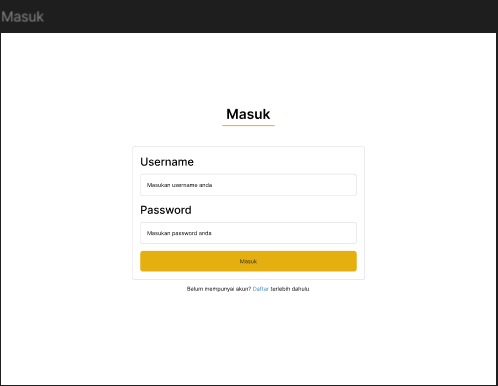 Masuk
Masuk
Username
Masukan username anda
Password
Masukan password anda
Masuk
Belum mempunyai akun? Daftar terlebih dahulu